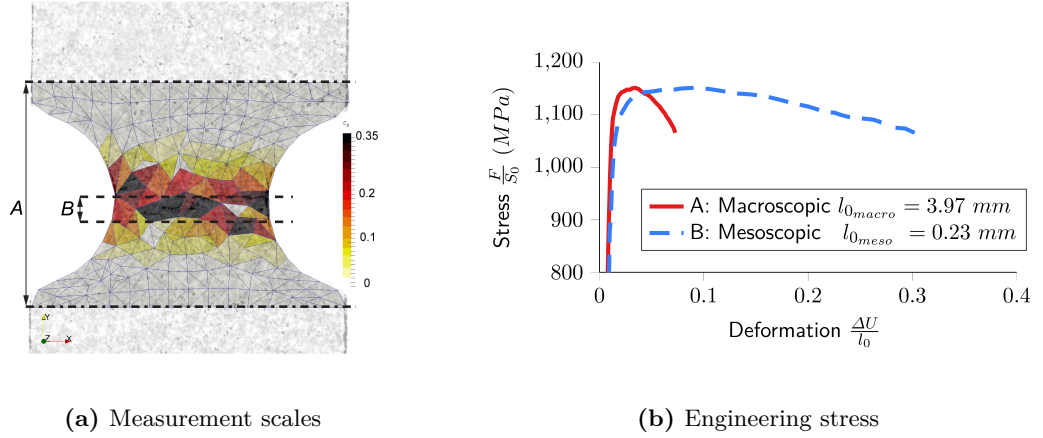 A
B
0.35
0.2
0.1
0
Y
Z
X
(a) Measurement scales
1,200
1,100
1,000
900
800
Stress F/S₀ (MPa)
A: Macroscopic l₀macro = 3.97 mm
B: Mesoscopic l₀meso = 0.23 mm
0 0.1 0.2 0.3 0.4
Deformation ΔU/l₀
(b) Engineering stress